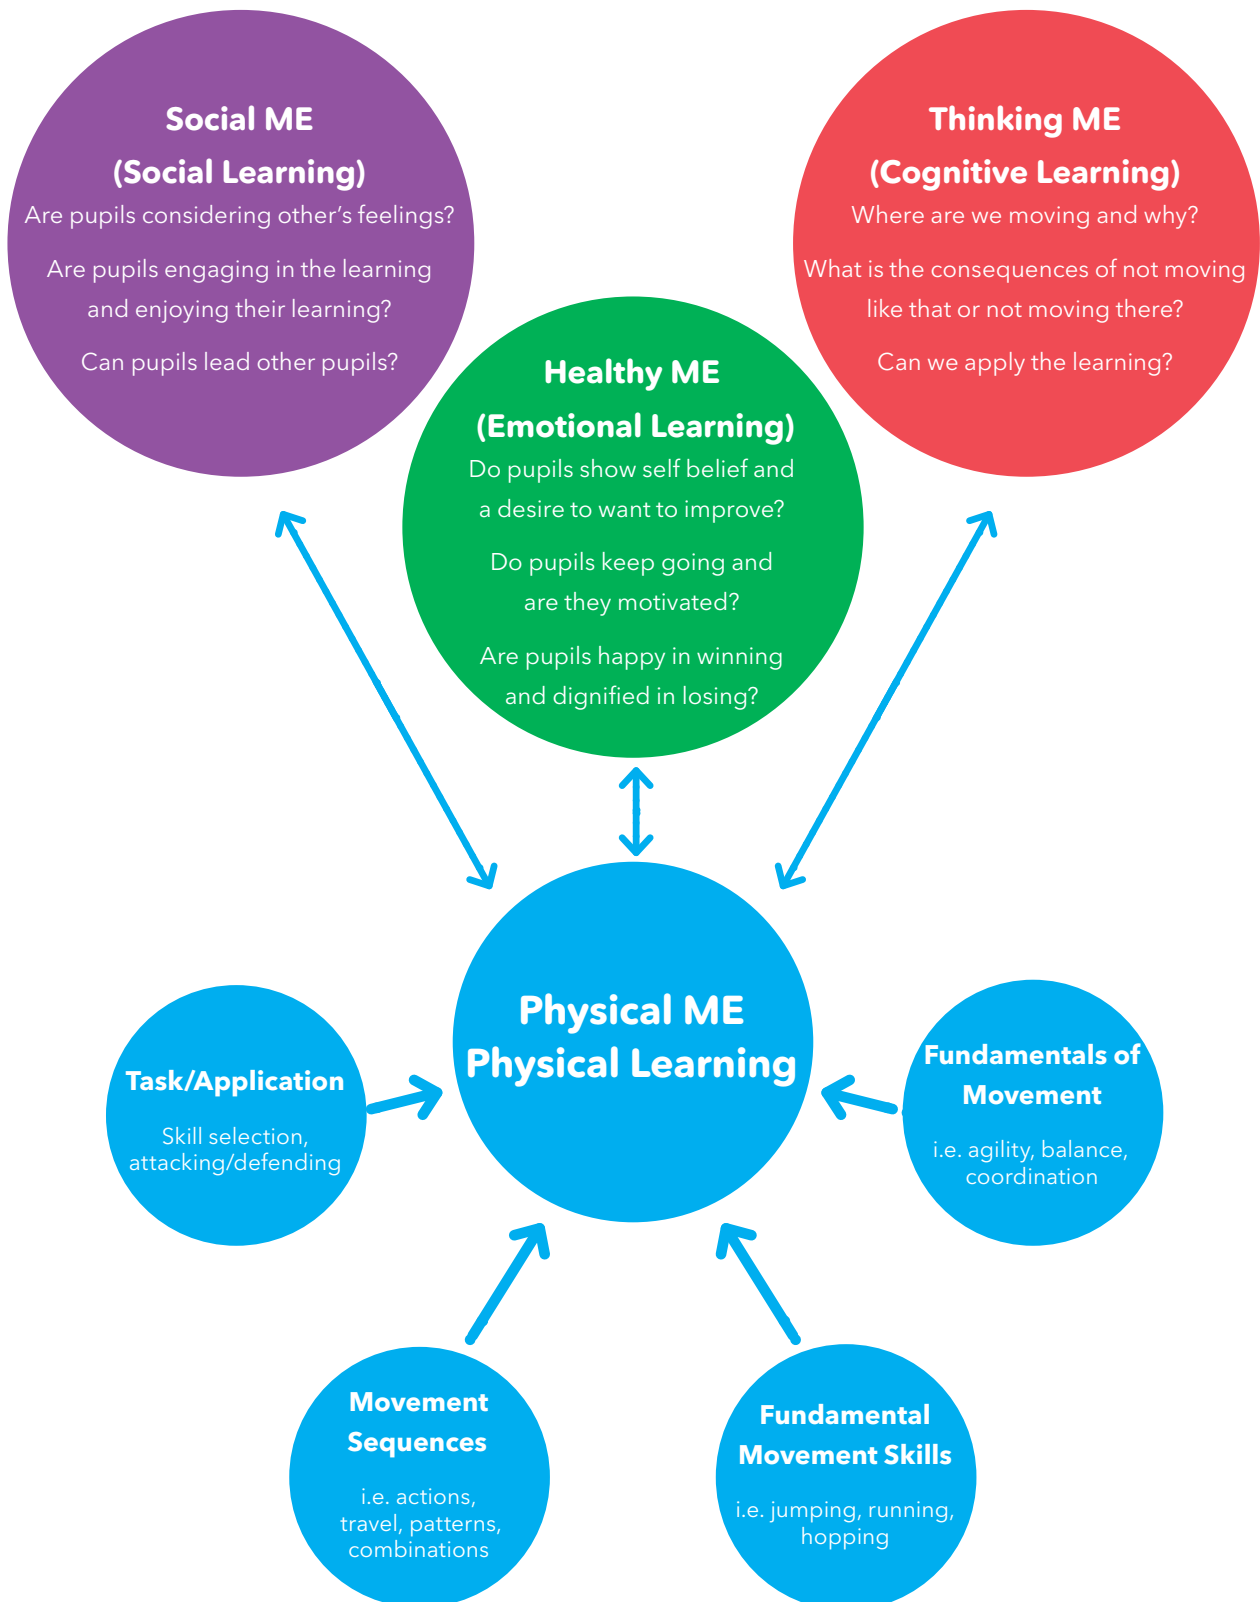 Social ME
(Social Learning)
Are pupils considering other's feelings?
Are pupils engaging in the learning
and enjoying their learning?
Can pupils lead other pupils?
Thinking ME
(Cognitive Learning)
Where are we moving and why?
What is the consequences of not moving
like that or not moving there?
Can we apply the learning?
Healthy ME
(Emotional Learning)
Do pupils show self belief and
a desire to want to improve?
Do pupils keep going and
are they motivated?
Are pupils happy in winning
and dignified in losing?
Physical ME
Physical Learning
Task/Application
Skill selection,
attacking/defending
Fundamentals of
Movement
i.e. agility, balance,
coordination
Movement
Sequences
i.e. actions,
travel, patterns,
combinations
Fundamental
Movement Skills
i.e. jumping, running,
hopping